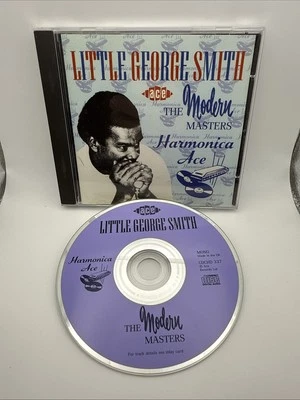 LITTLE GEORGE SMITH
ace
THE Modern
MASTERS
Harmonica
Ace
ace
LITTLE GEORGE SMITH
Harmonica
Ace
THE Modern
MASTERS